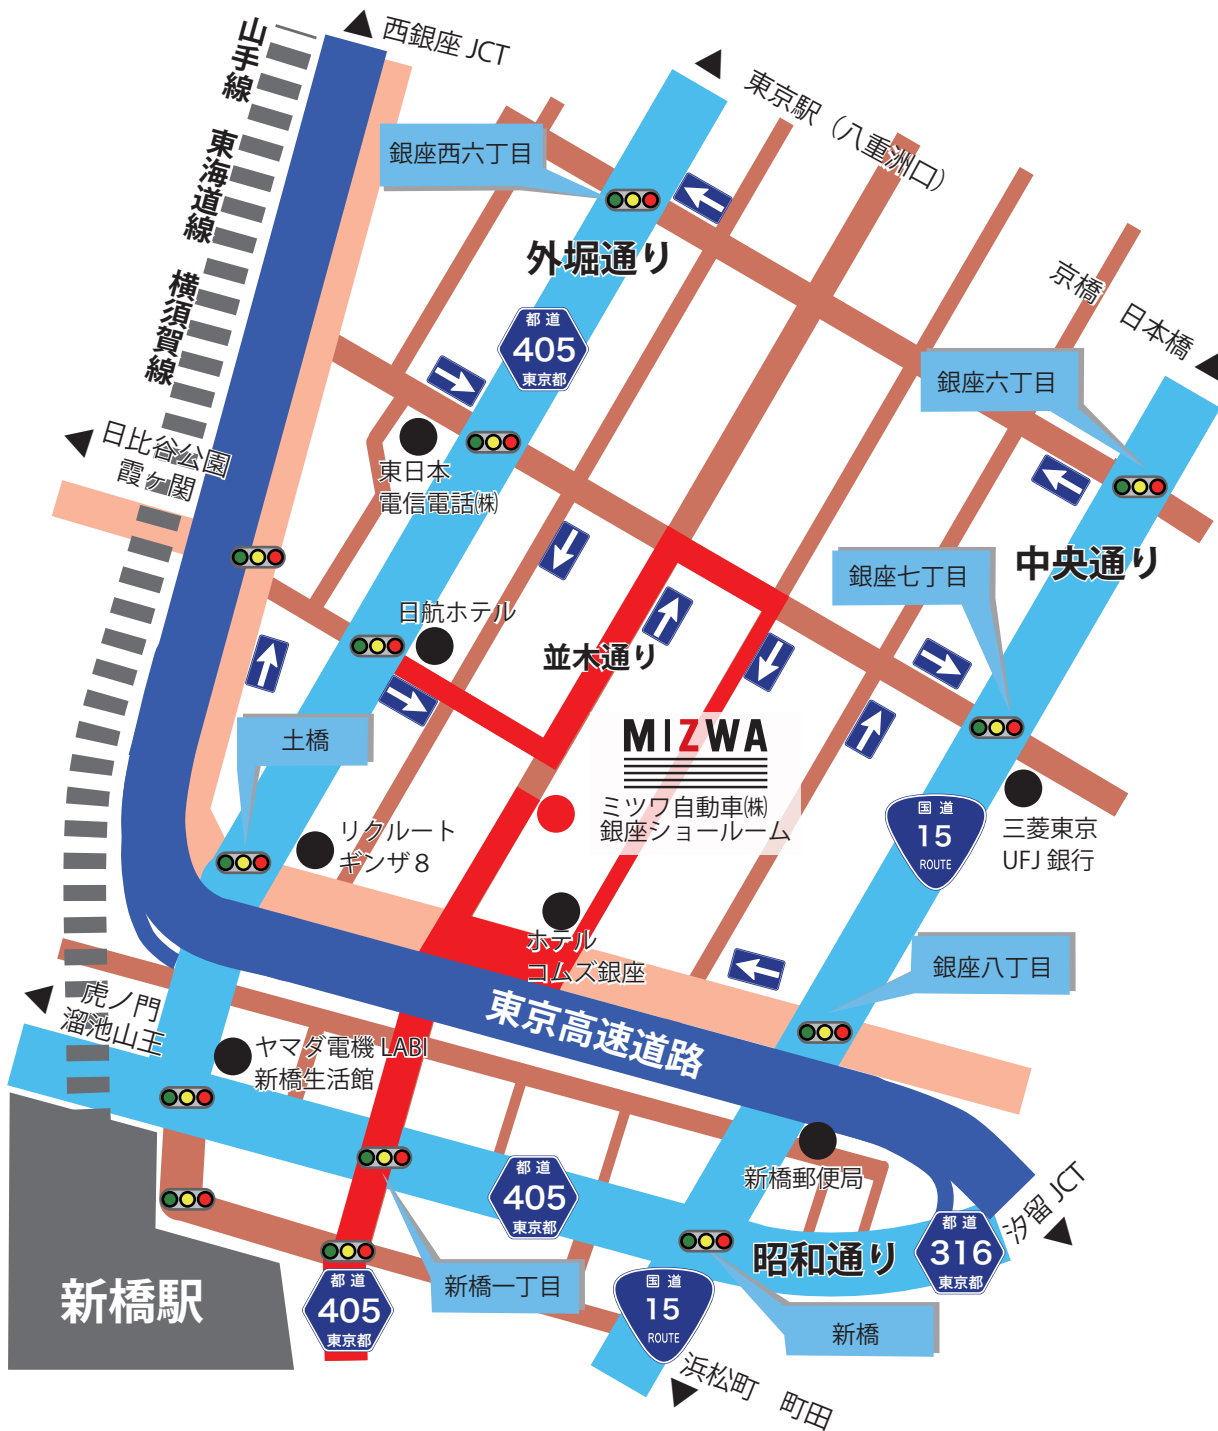 山手線　東海道線　横須賀線
西銀座 JCT
東京駅（八重洲口）
銀座西六丁目
外堀通り
都道
405
東京都
京橋　日本橋
銀座六丁目
日比谷公園
霞ヶ関
東日本
電信電話㈱
中央通り
銀座七丁目
日航ホテル
並木通り
土橋
MIZWA
ミツワ自動車㈱
銀座ショールーム
国道
15
ROUTE
三菱東京
UFJ 銀行
リクルート
ギンザ８
ホテル
コムズ銀座
銀座八丁目
虎ノ門
溜池山王
東京高速道路
ヤマダ電機 LABI
新橋生活館
新橋郵便局
都道
405
東京都
汐留 JCT
昭和通り
都道
316
東京都
新橋駅
都道
405
東京都
新橋一丁目
国道
15
ROUTE
新橋
浜松町　町田